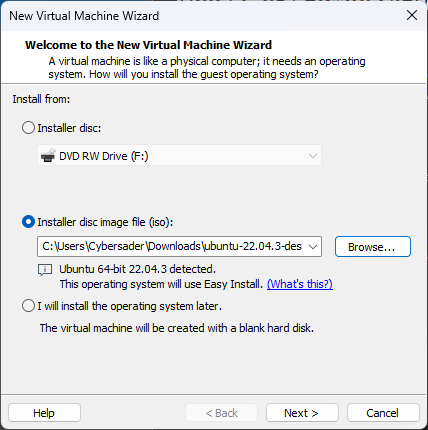 New Virtual Machine Wizard
Welcome to the New Virtual Machine Wizard
A virtual machine is like a physical computer; it needs an operating
system. How will you install the guest operating system?
Install from:
Installer disc:
DVD RW Drive (F:)
Installer disc image file (iso):
C:\Users\Cybersader\Downloads\ubuntu-22.04.3-des
Browse...
Ubuntu 64-bit 22.04.3 detected.
This operating system will use Easy Install. (What's this?)
I will install the operating system later.
The virtual machine will be created with a blank hard disk.
Help
< Back
Next >
Cancel